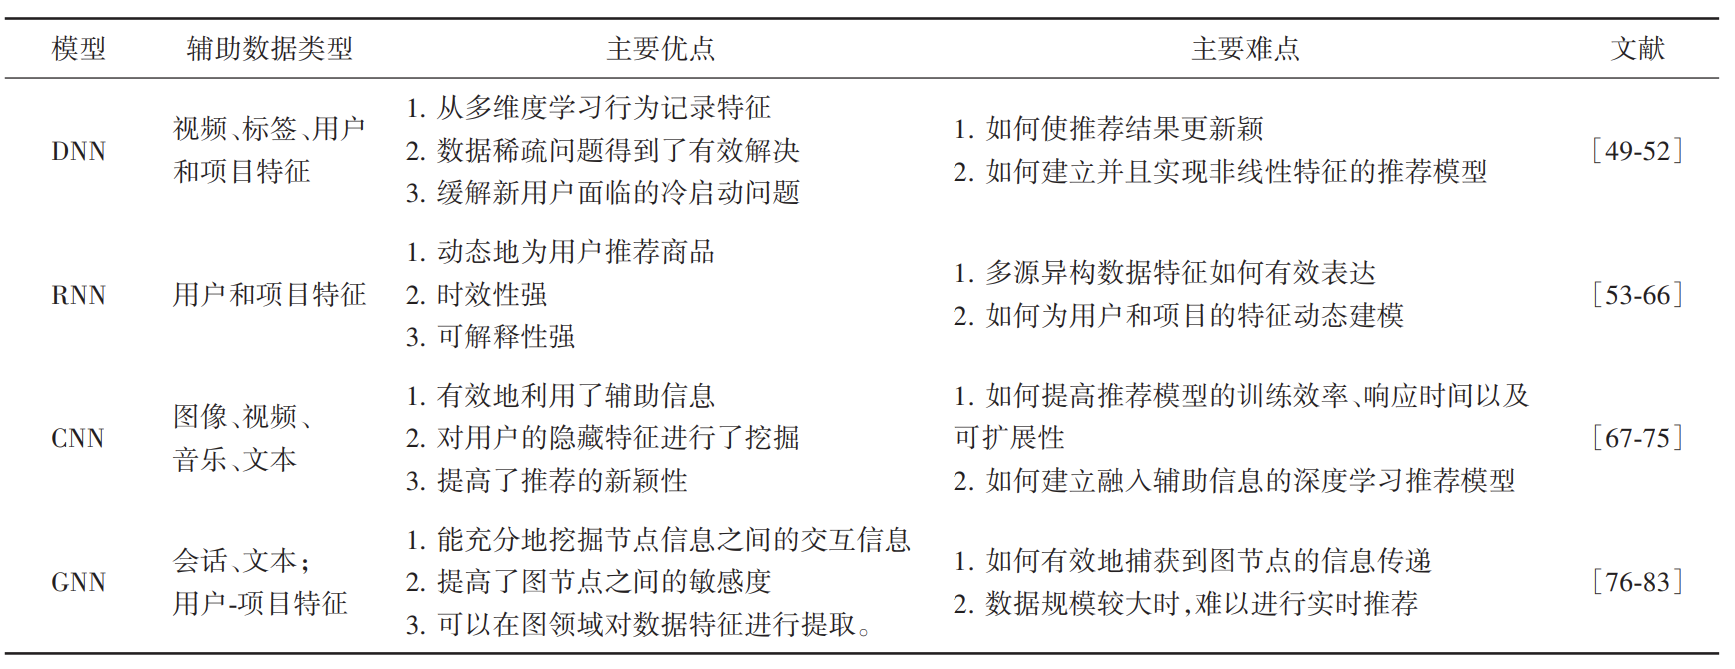 模型 辅助数据类型 主要优点 主要难点 文献
DNN
视频、标签、用户
和项目特征
1. 从多维度学习行为记录特征
2. 数据稀疏问题得到了有效解决
3. 缓解新用户面临的冷启动问题
1. 如何使推荐结果更新颖
2. 如何建立并且实现非线性特征的推荐模型
[49-52]
RNN
用户和项目特征
1. 动态地为用户推荐商品
2. 时效性强
3. 可解释性强
1. 多源异构数据特征如何有效表达
2. 如何为用户和项目的特征动态建模
[53-66]
CNN
图像、视频、
音乐、文本
1. 有效地利用了辅助信息
2. 对用户的隐藏特征进行了挖掘
3. 提高了推荐的新颖性
1. 如何提高推荐模型的训练效率、响应时间以及
可扩展性
2. 如何建立融入辅助信息的深度学习推荐模型
[67-75]
GNN
会话、文本;
用户-项目特征
1. 能充分地挖掘节点信息之间的交互信息
2. 提高了图节点之间的敏感度
3. 可以在图领域对数据特征进行提取。
1. 如何有效地捕获到图节点的信息传递
2. 数据规模较大时,难以进行实时推荐
[76-83]